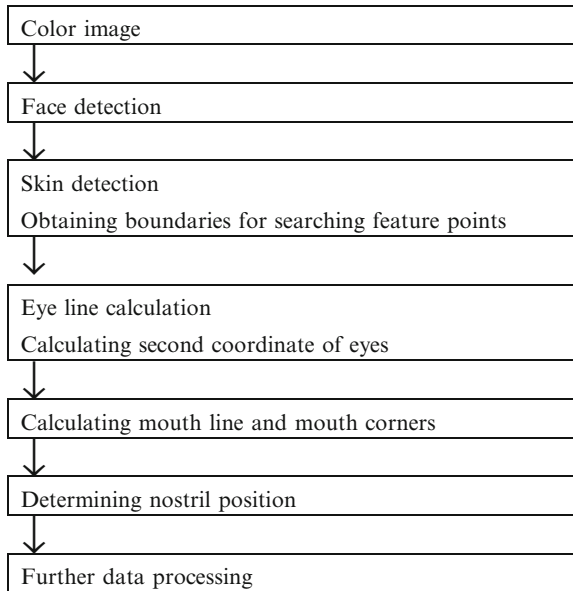 Color image
Face detection
Skin detection
Obtaining boundaries for searching feature points
Eye line calculation
Calculating second coordinate of eyes
Calculating mouth line and mouth corners
Determining nostril position
Further data processing